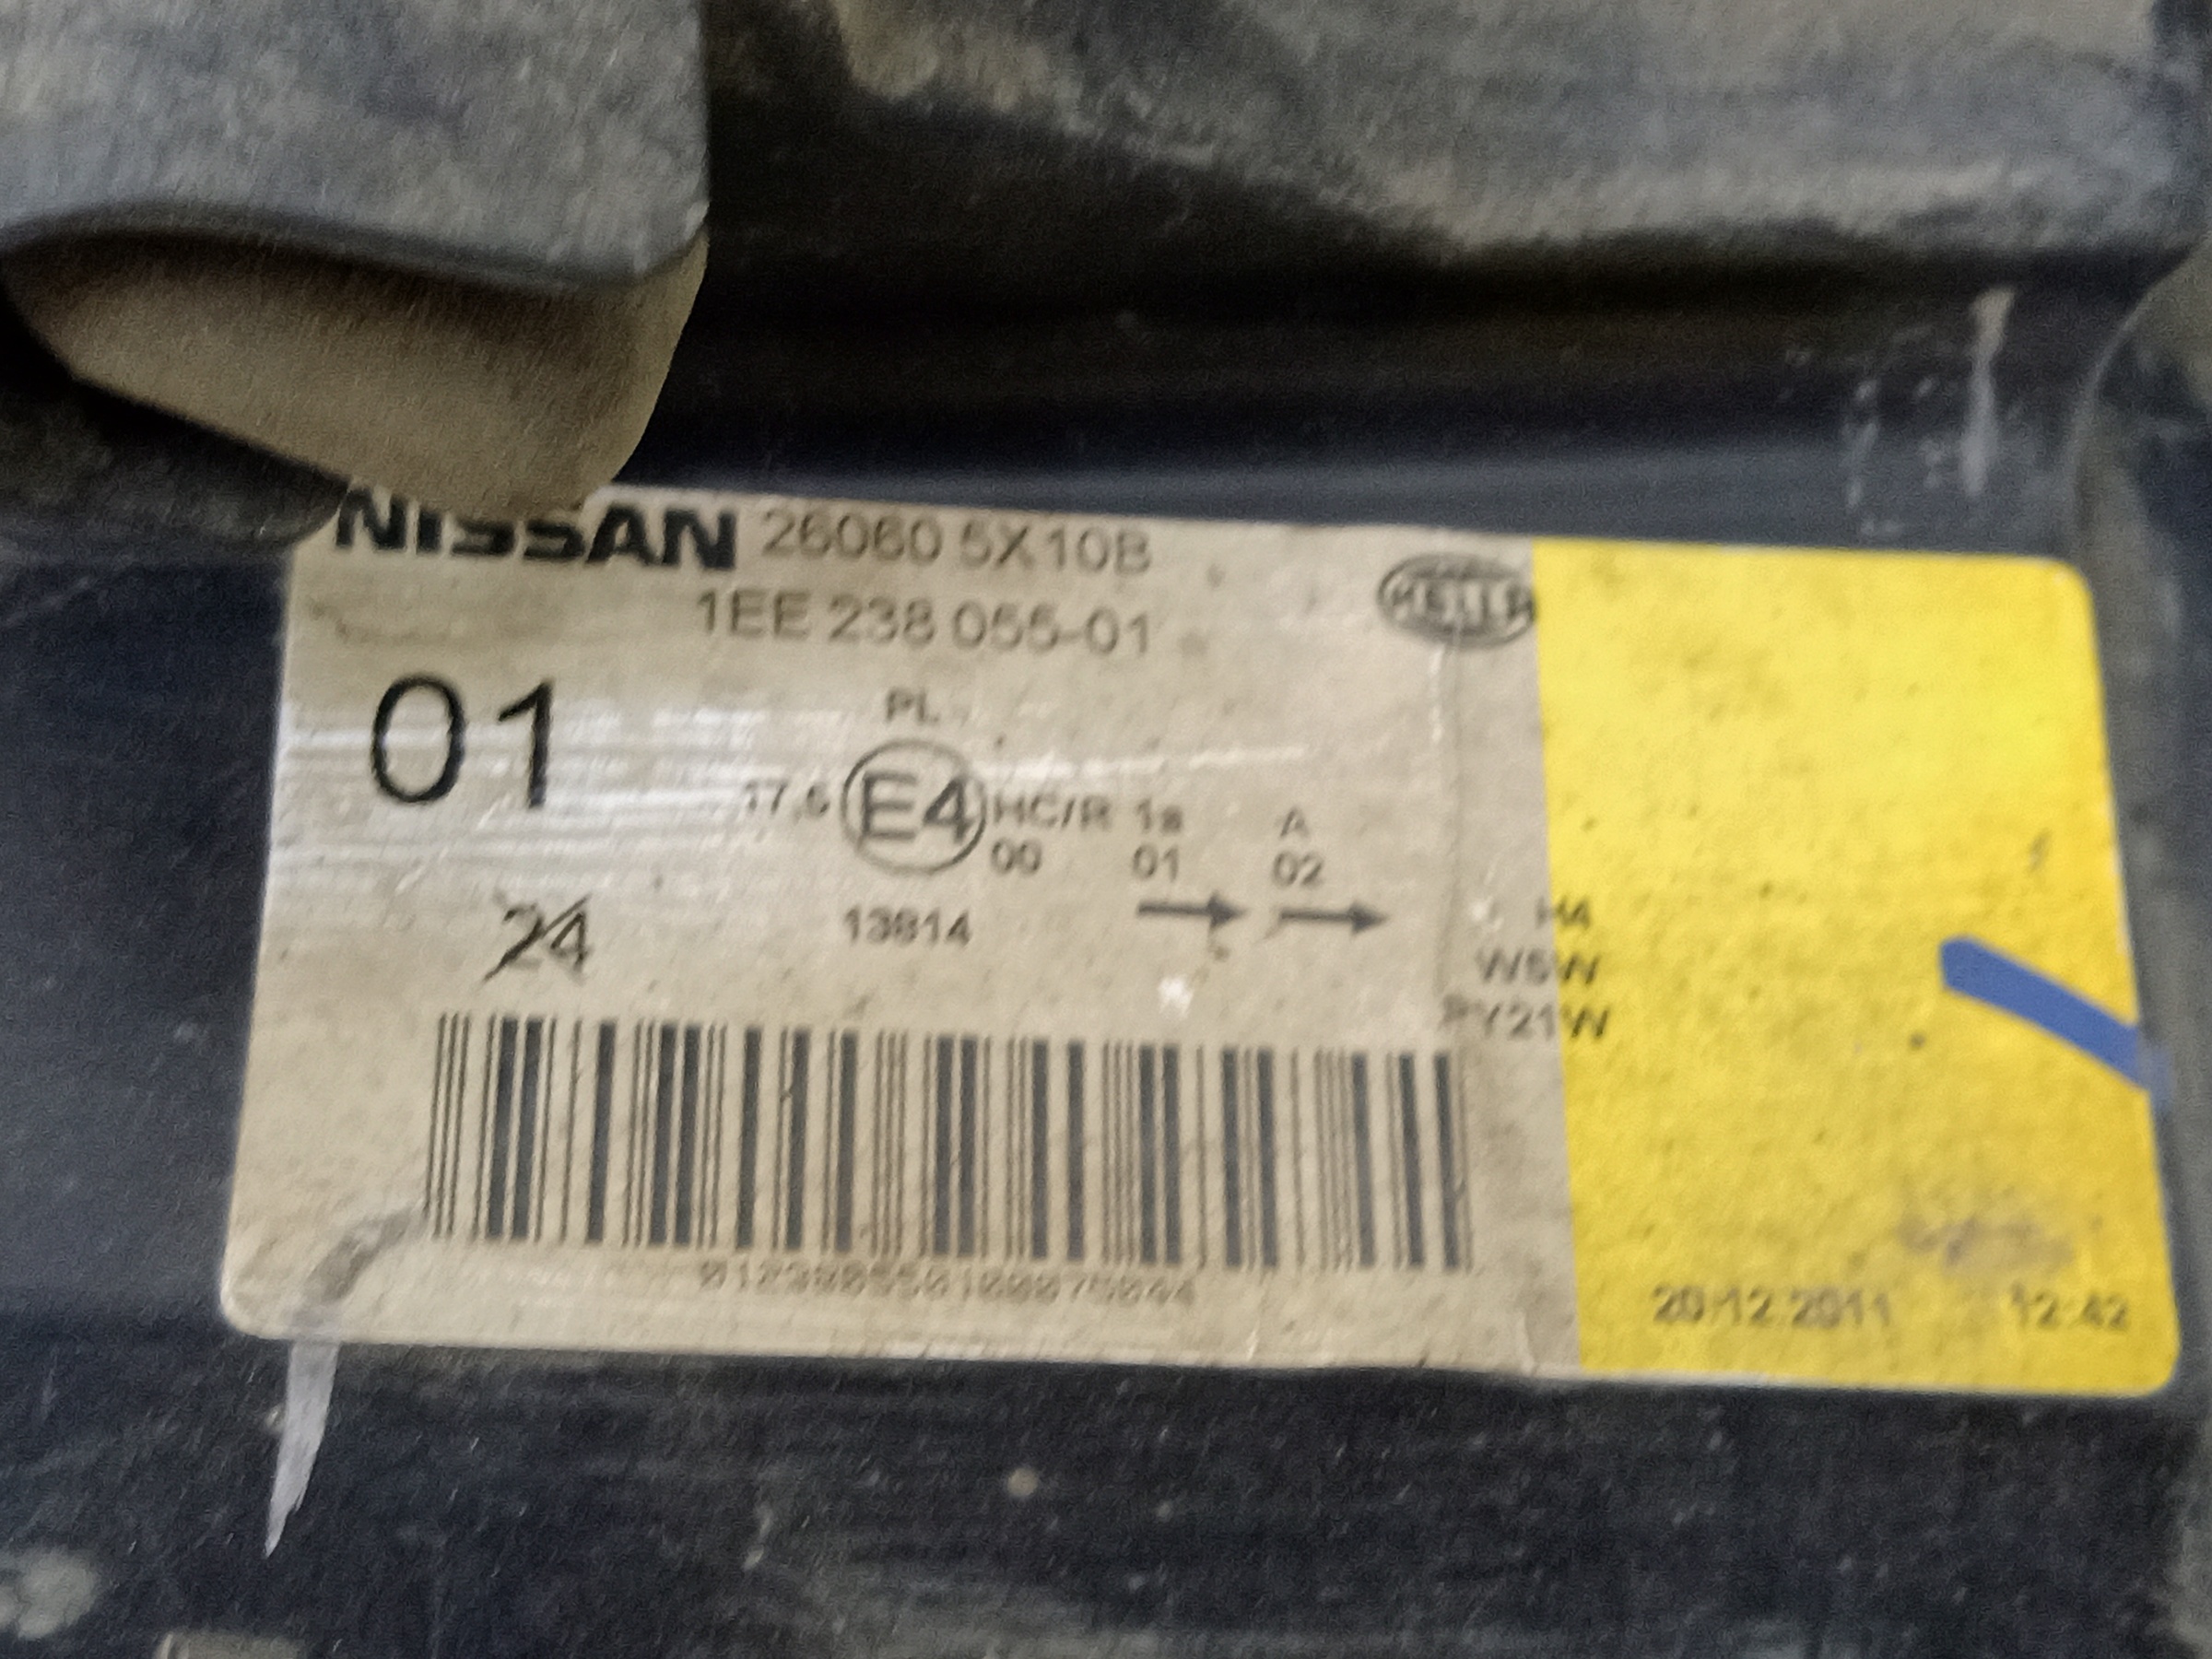 NISSAN 26060 5X10B
1EE 238 055-01
HELLA
01
PL
17,5 E4 HC/R 1a A
00 01 02
24
13814
H4
W5W
PY21W
20.12.2011 12:42